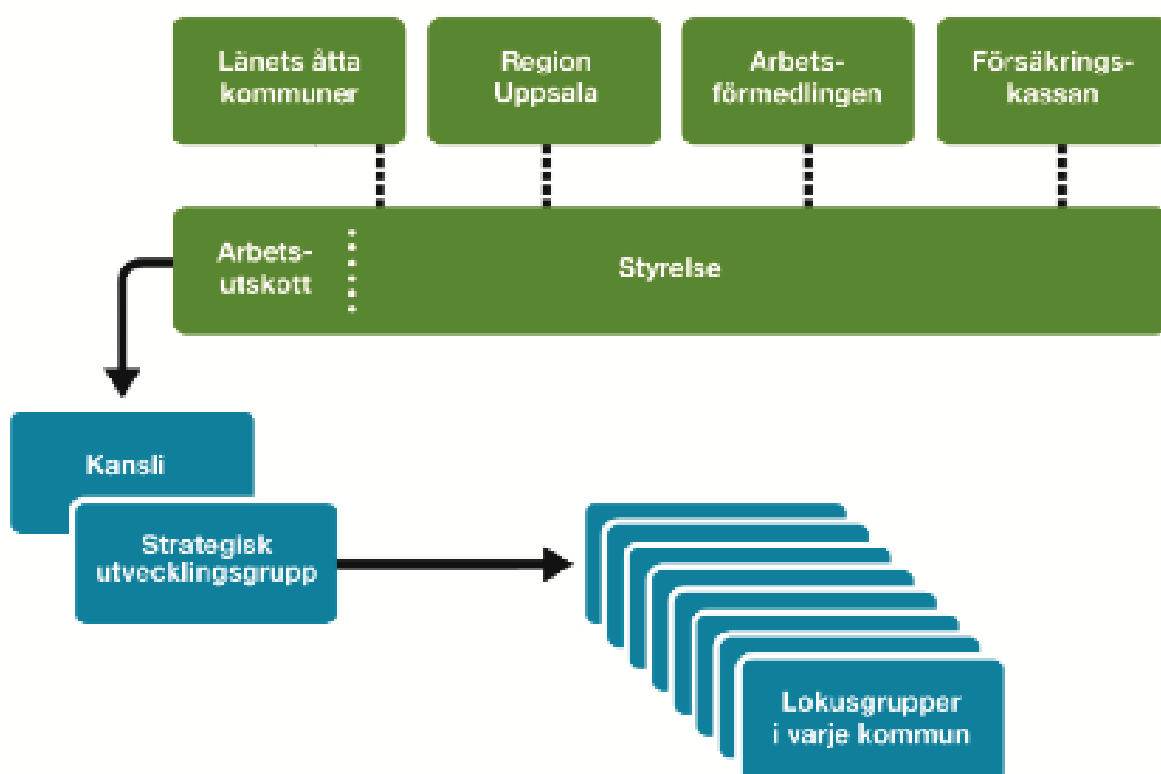 Länets åtta
kommuner
Region
Uppsala
Arbets-
förmedlingen
Försäkrings-
kassan
Arbets-
utskott
Styrelse
Kansli
Strategisk
utvecklingsgrupp
Lokusgrupper
i varje kommun